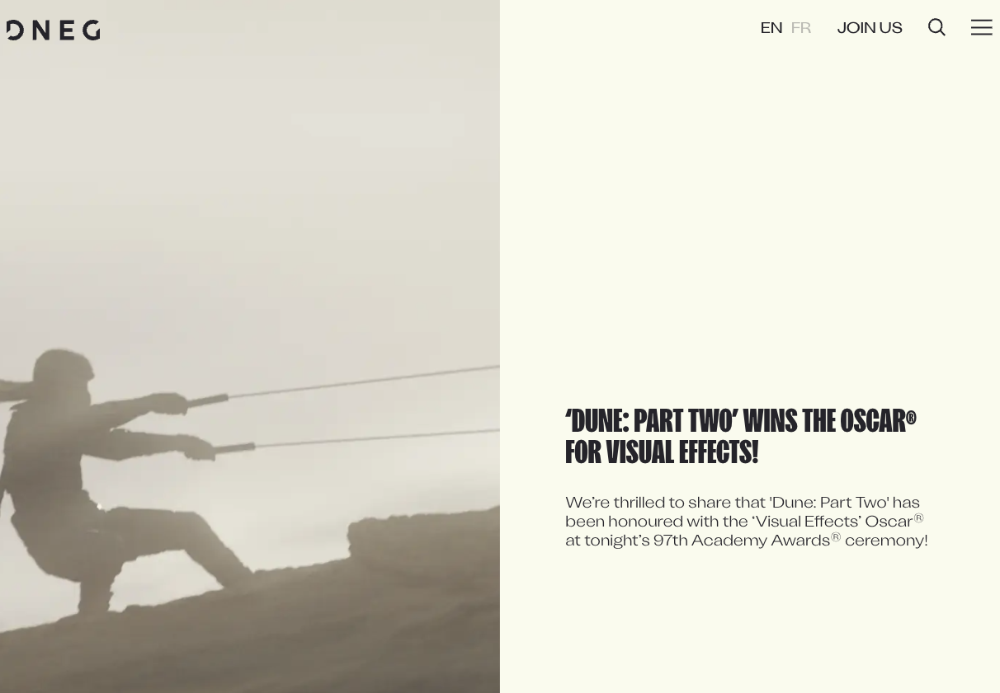 DNEG
EN FR JOIN US
‘DUNE: PART TWO’ WINS THE OSCAR®
FOR VISUAL EFFECTS!
We’re thrilled to share that 'Dune: Part Two' has
been honoured with the ‘Visual Effects’ Oscar®
at tonight’s 97th Academy Awards® ceremony!